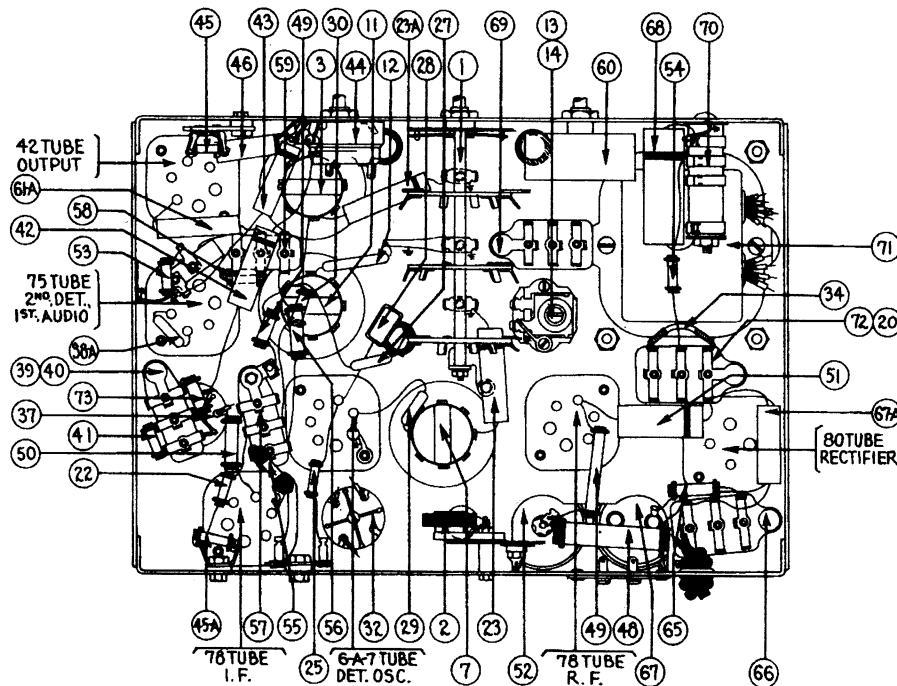 45
43
49
30
11
23A
27
69
13
68
70
46
59
3
44
12
28
1
14
60
54
42 TUBE
OUTPUT
61A
58
42
53
71
75 TUBE
2ND. DET.,
1ST. AUDIO
34
72
20
38A
39
40
51
73
37
67A
41
50
80 TUBE
RECTIFIER
22
66
45A
57
55
25
56
32
29
2
7
23
52
49
48
67
65
78 TUBE
I.F.
6-A-7 TUBE
DET. OSC.
78 TUBE
R.F.